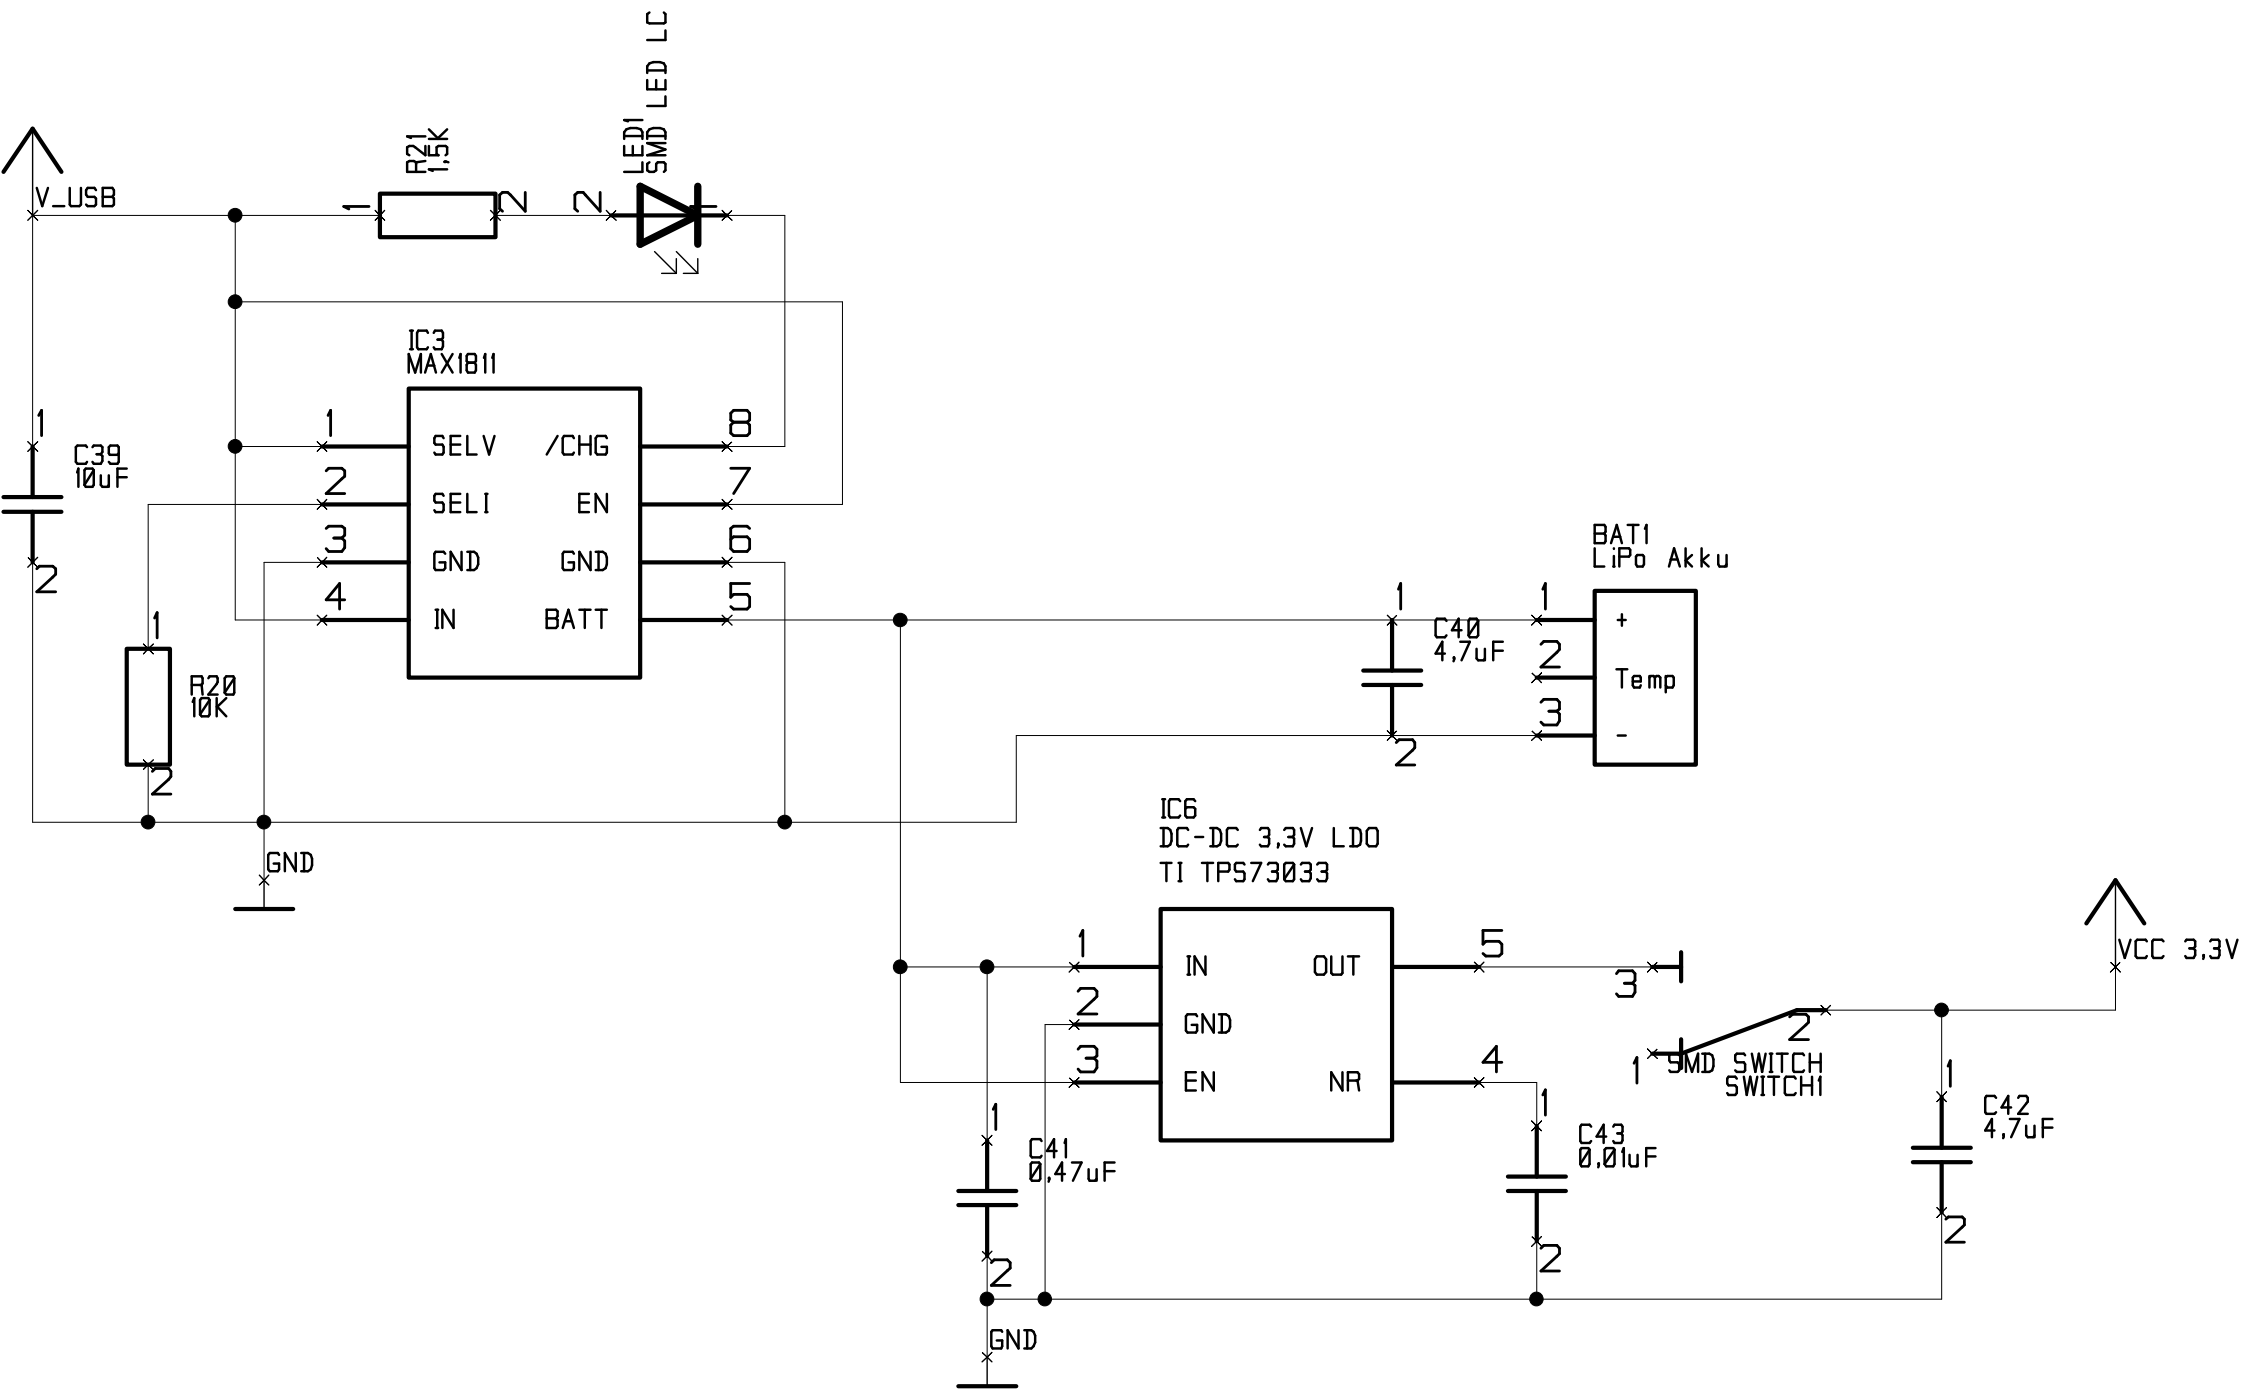 R21
1,5K
LED1
SMD LED LC
V_USB
1
2
2
1
IC3
MAX1811
1
SELV
/CHG
8
2
SELI
EN
7
3
GND
GND
6
4
IN
BATT
5
1
C39
10uF
2
1
R20
10K
2
GND
BAT1
LiPo Akku
1
C40
4,7uF
2
1
+
2
Temp
3
-
IC6
DC-DC 3,3V LDO
TI TPS73033
1
IN
OUT
5
2
GND
3
EN
NR
4
3
2
1
SMD SWITCH
SWITCH1
VCC 3,3V
1
C41
0,47uF
2
1
C43
0,01uF
2
1
C42
4,7uF
2
GND